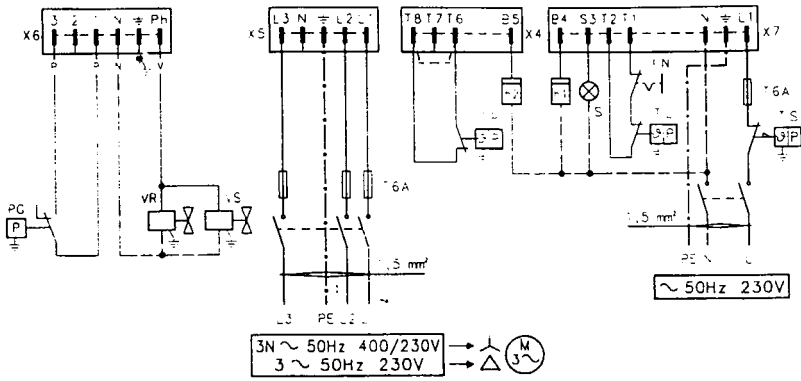 X6
3 2 1 N Ph
P P N V
PG
P
VR
VS
X5
L3 N L2 L1
T6A
1,5 mm²
L3 PE L2 L
3N ~ 50Hz 400/230V
3 ~ 50Hz 230V
M
3~
T8 T7 T6 B5
X4
B4 S3 T2 T1 N L1
X7
P
S
P
T6A
TS
P
1,5 mm²
PE N L
~ 50Hz 230V